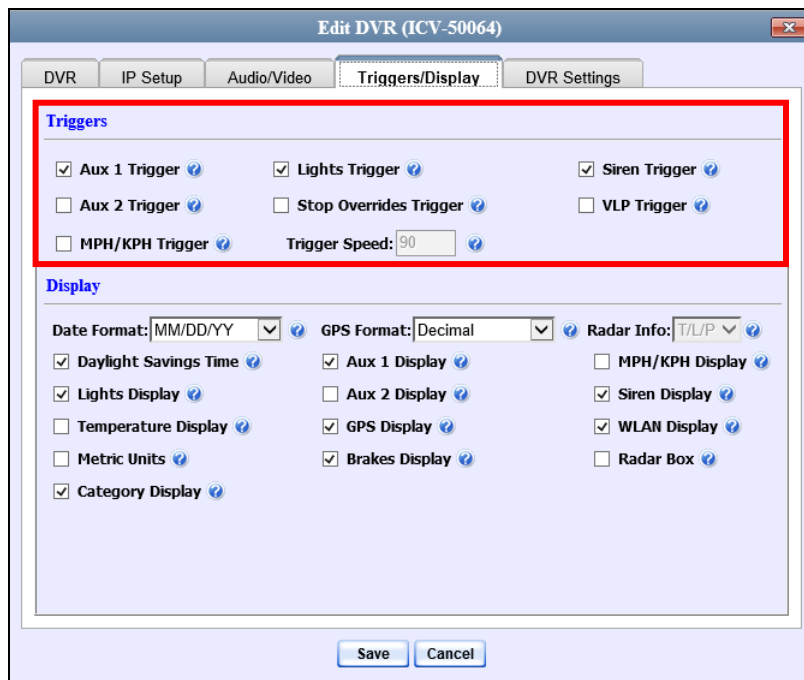 Edit DVR (ICV-50064)
DVR IP Setup Audio/Video Triggers/Display DVR Settings
Triggers
Aux 1 Trigger Lights Trigger Siren Trigger
Aux 2 Trigger Stop Overrides Trigger VLP Trigger
MPH/KPH Trigger Trigger Speed: 90
Display
Date Format: MM/DD/YY GPS Format: Decimal Radar Info: T/L/P
Daylight Savings Time Aux 1 Display MPH/KPH Display
Lights Display Aux 2 Display Siren Display
Temperature Display GPS Display WLAN Display
Metric Units Brakes Display Radar Box
Category Display
Save Cancel